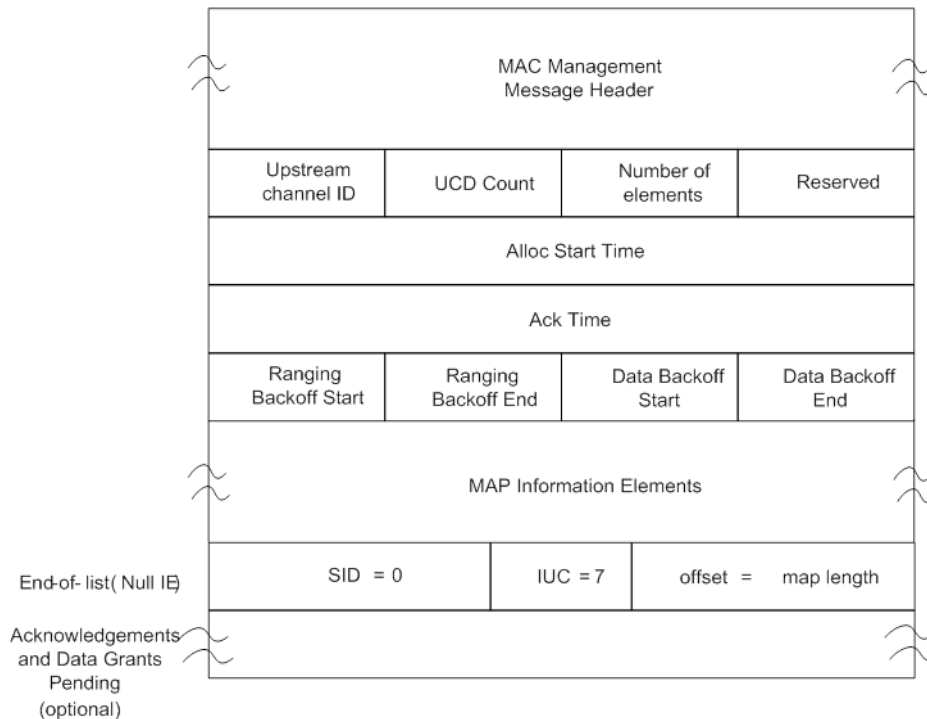 MAC Management
Message Header
Upstream
channel ID
UCD Count
Number of
elements
Reserved
Alloc Start Time
Ack Time
Ranging
Backoff Start
Ranging
Backoff End
Data Backoff
Start
Data Backoff
End
MAP Information Elements
End-of-list( Null IE)
SID = 0
IUC = 7
offset = map length
Acknowledgements
and Data Grants
Pending
(optional)